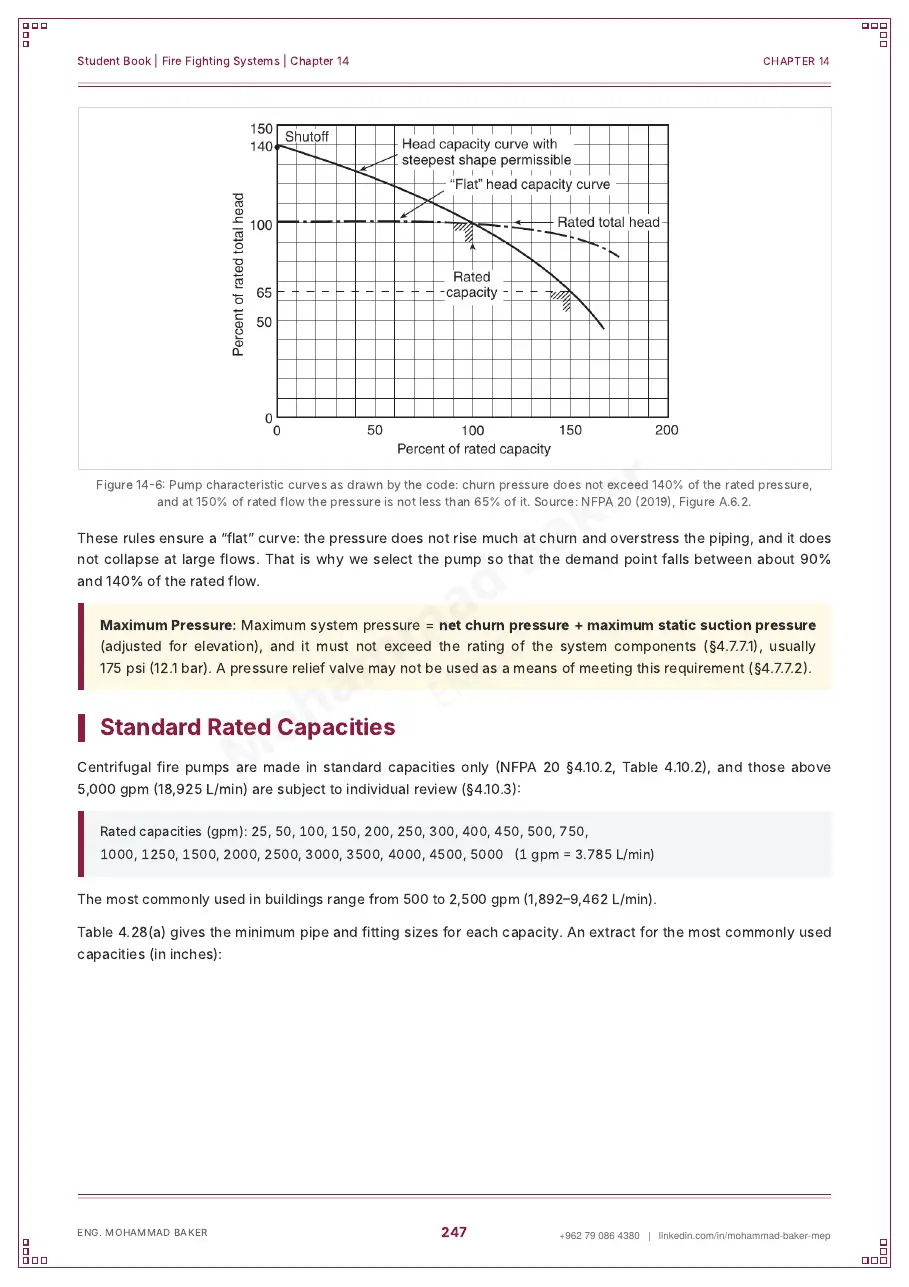 Student Book | Fire Fighting Systems | Chapter 14
CHAPTER 14
150
Shutoff
140
Head capacity curve with
steepest shape permissible
“Flat” head capacity curve
100
Rated total head
Percent of rated total head
Rated
capacity
65
50
0
0 50 100 150 200
Percent of rated capacity
Figure 14-6: Pump characteristic curves as drawn by the code: churn pressure does not exceed 140% of the rated pressure,
and at 150% of rated flow the pressure is not less than 65% of it. Source: NFPA 20 (2019), Figure A.6.2.
These rules ensure a “flat” curve: the pressure does not rise much at churn and overstress the piping, and it does
not collapse at large flows. That is why we select the pump so that the demand point falls between about 90%
and 140% of the rated flow.
Maximum Pressure: Maximum system pressure = net churn pressure + maximum static suction pressure
(adjusted for elevation), and it must not exceed the rating of the system components (§4.7.7.1), usually
175 psi (12.1 bar). A pressure relief valve may not be used as a means of meeting this requirement (§4.7.7.2).
Standard Rated Capacities
Centrifugal fire pumps are made in standard capacities only (NFPA 20 §4.10.2, Table 4.10.2), and those above
5,000 gpm (18,925 L/min) are subject to individual review (§4.10.3):
Rated capacities (gpm): 25, 50, 100, 150, 200, 250, 300, 400, 450, 500, 750,
1000, 1250, 1500, 2000, 2500, 3000, 3500, 4000, 4500, 5000 (1 gpm = 3.785 L/min)
The most commonly used in buildings range from 500 to 2,500 gpm (1,892–9,462 L/min).
Table 4.28(a) gives the minimum pipe and fitting sizes for each capacity. An extract for the most commonly used
capacities (in inches):
Mohammad Baker
ENG. MOHAMMAD BAKER
247
+962 79 086 4380 | linkedin.com/in/mohammad-baker-mep